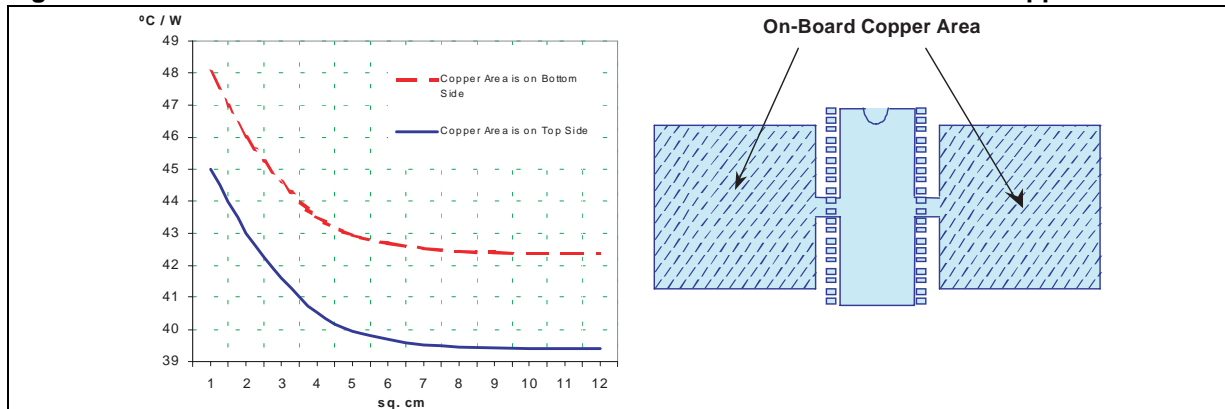 ºC / W
49
48
47
46
45
44
43
42
41
40
39
1 2 3 4 5 6 7 8 9 10 11 12
sq. cm
Copper Area is on Bottom
Side
Copper Area is on Top Side
On-Board Copper Area